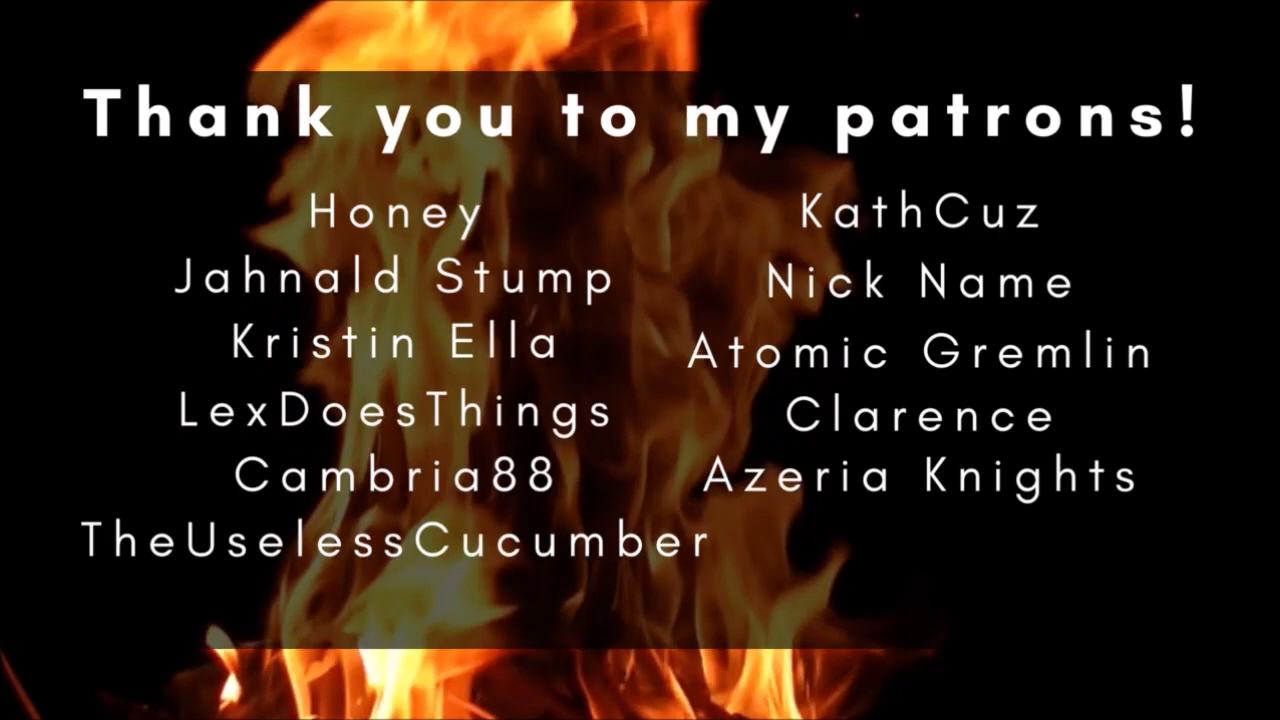 Thank you to my patrons!
Honey
Jahnald Stump
Kristin Ella
LexDoesThings
Cambria88
TheUselessCucumber
KathCuz
Nick Name
Atomic Gremlin
Clarence
Azeria Knights